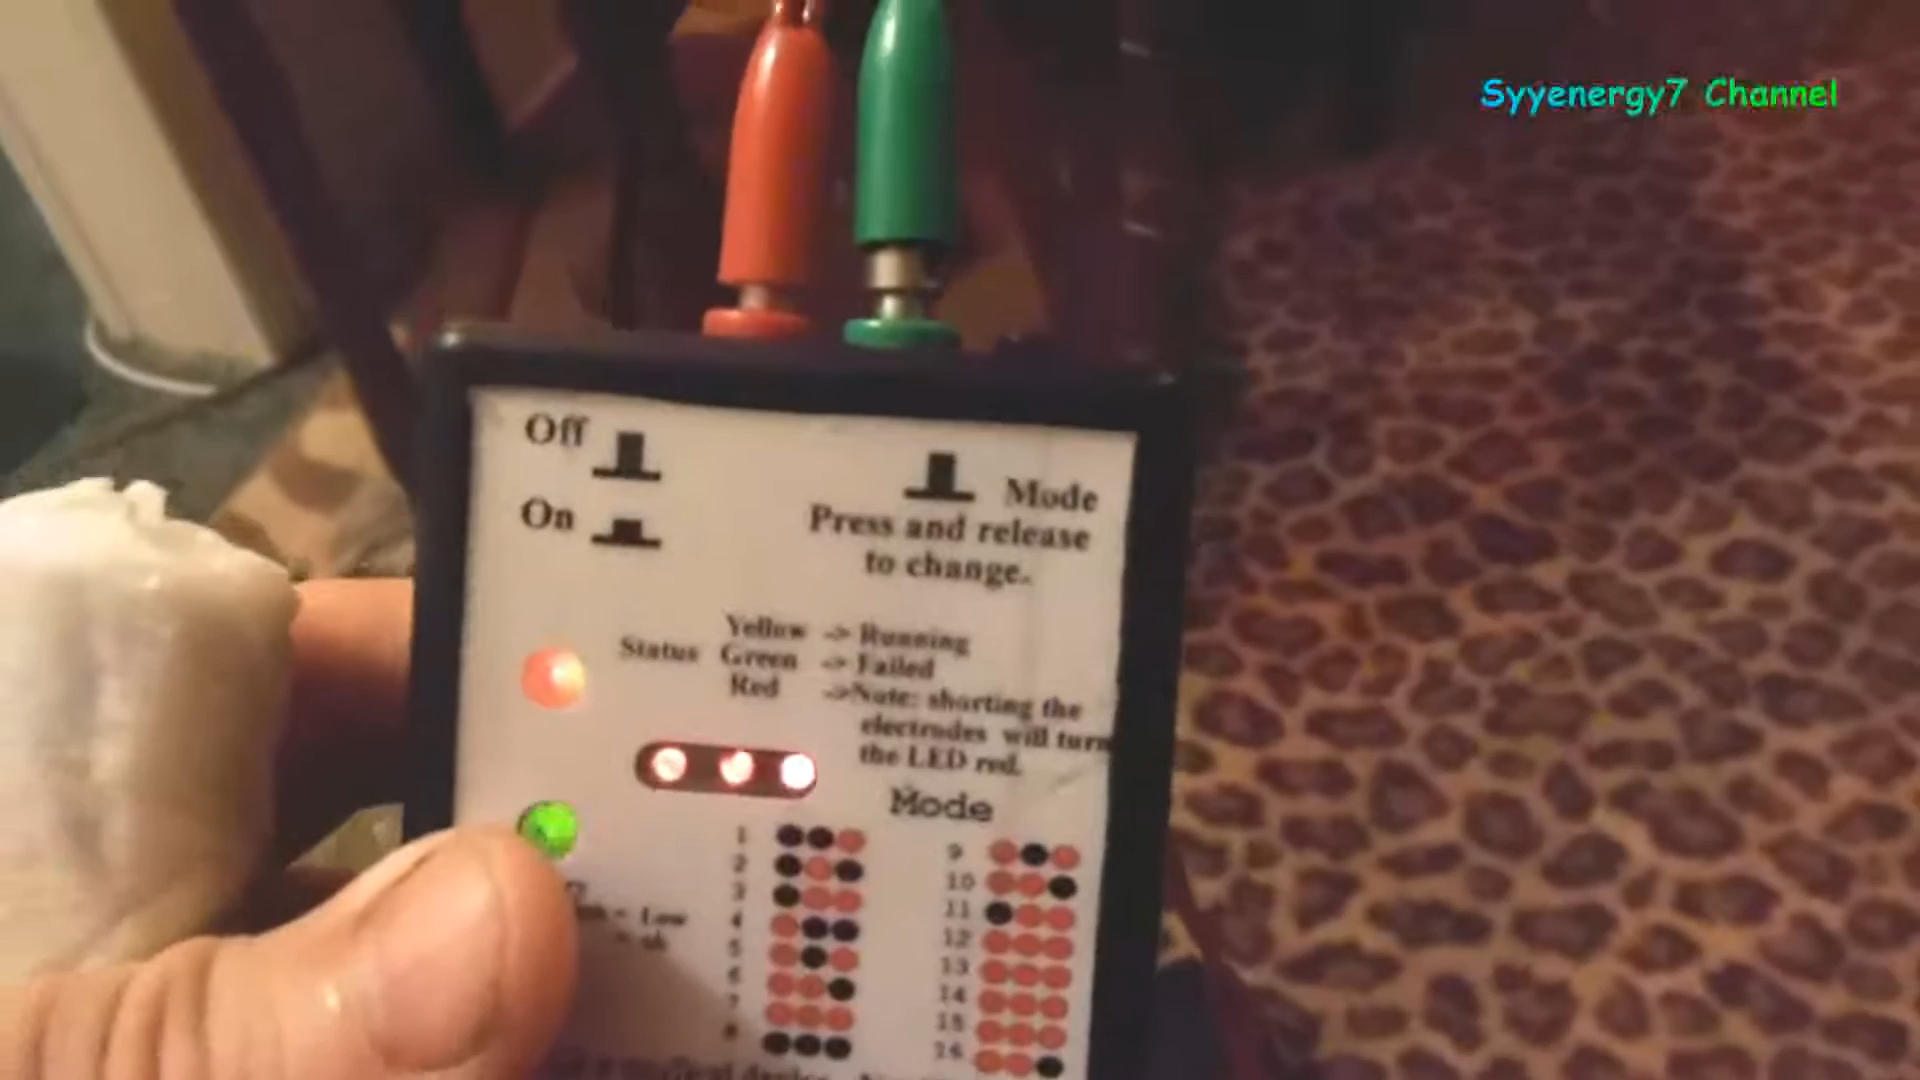 Syyenergy7 Channel
Off
On
Mode
Press and release
to change.
Yellow -> Running
Status Green -> Failed
Red ->Note: shorting the
electrodes will turn
the LED red.
Mode
1
2
3
4
5
6
7
8
9
10
11
12
13
14
15
16
= Low